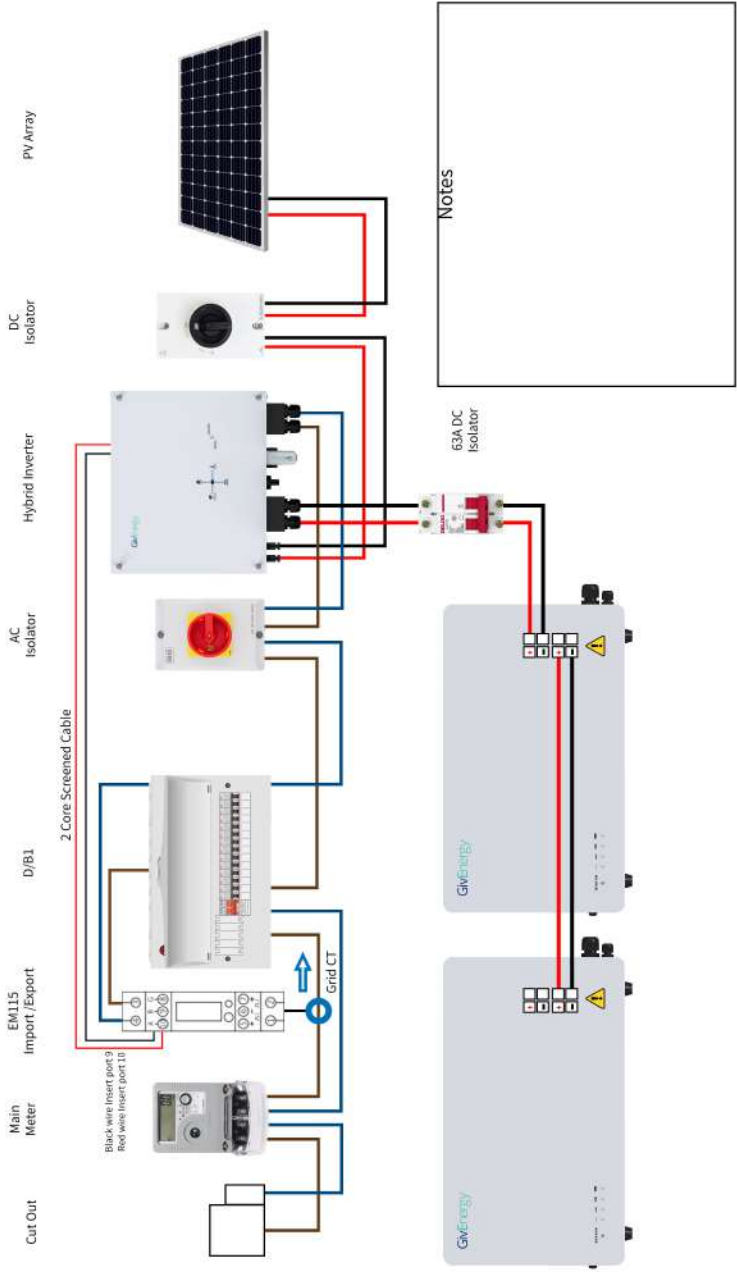 Cut Out
Main
Meter
EM115
Import /Export
D/B1
AC
Isolator
Hybrid Inverter
DC
Isolator
PV Array
2 Core Screened Cable
Black wire Insert port 9
Red wire Insert port 10
Grid CT
GivEnergy
63A DC
Isolator
Notes
GivEnergy
GivEnergy